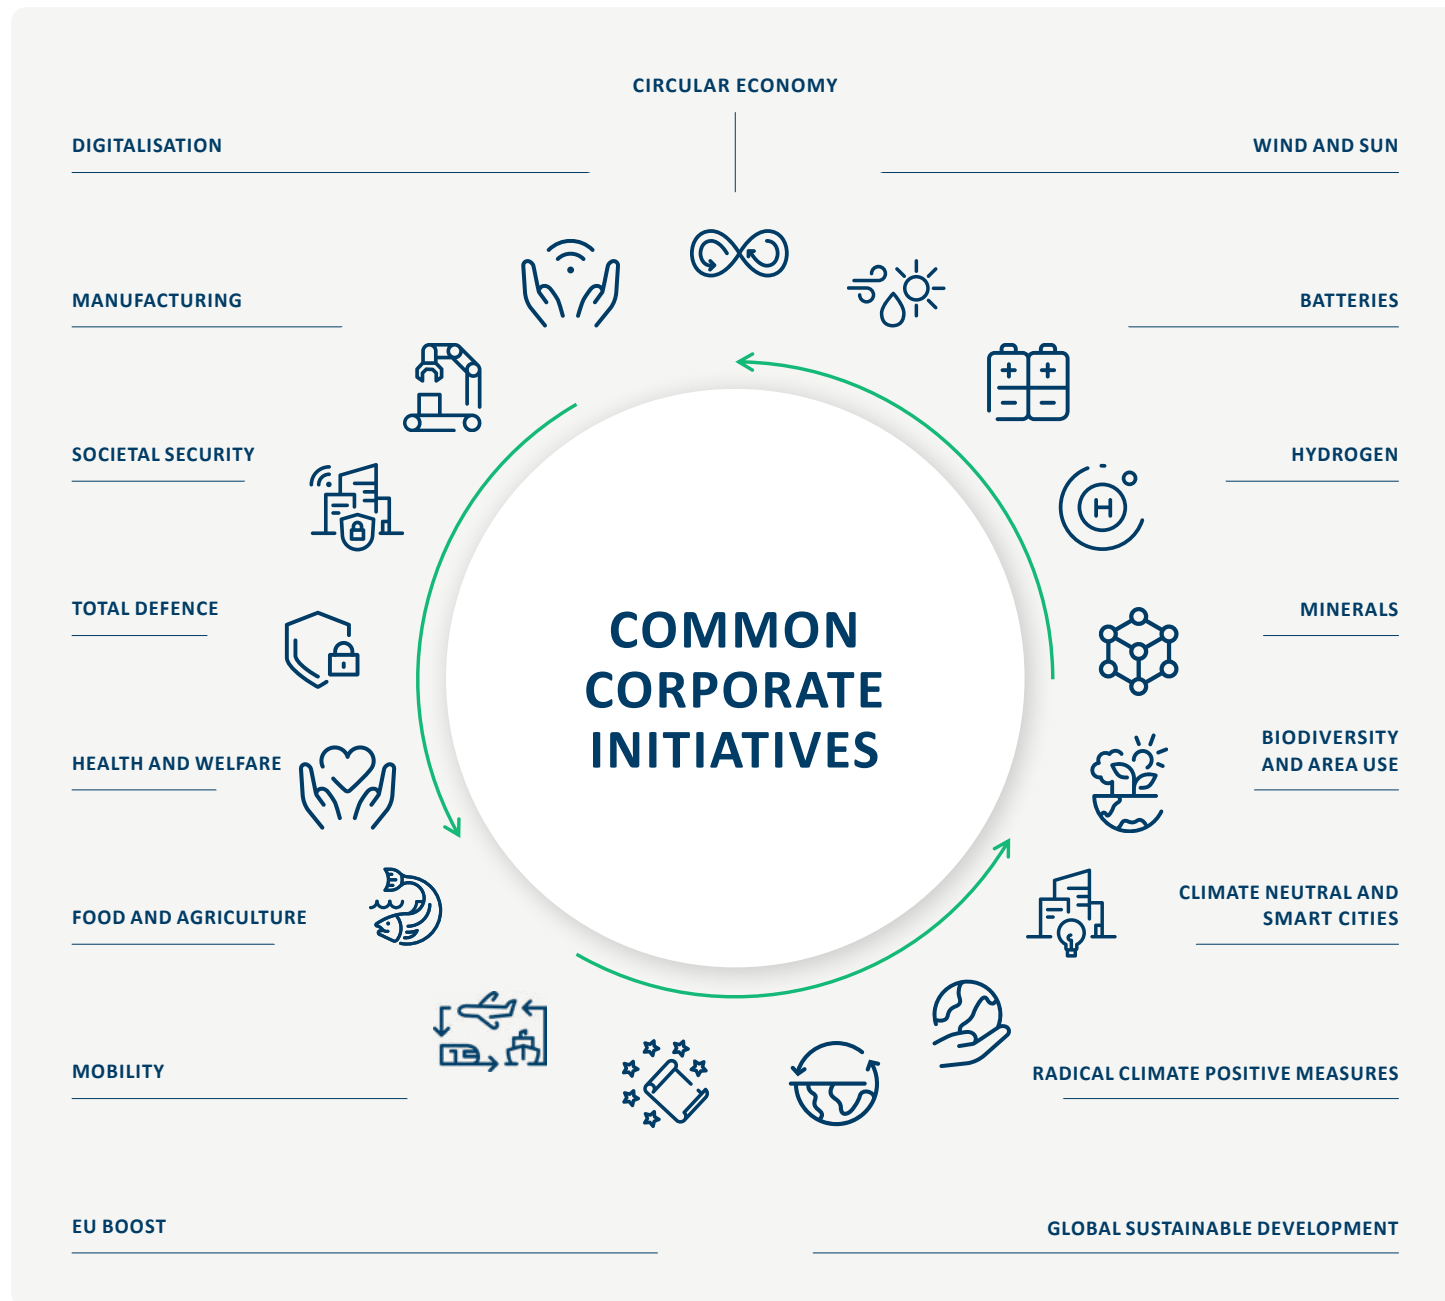 CIRCULAR ECONOMY
DIGITALISATION
WIND AND SUN
MANUFACTURING
BATTERIES
SOCIETAL SECURITY
HYDROGEN
H
TOTAL DEFENCE
MINERALS
COMMON
CORPORATE
INITIATIVES
HEALTH AND WELFARE
BIODIVERSITY
AND AREA USE
FOOD AND AGRICULTURE
CLIMATE NEUTRAL AND
SMART CITIES
MOBILITY
RADICAL CLIMATE POSITIVE MEASURES
EU BOOST
GLOBAL SUSTAINABLE DEVELOPMENT